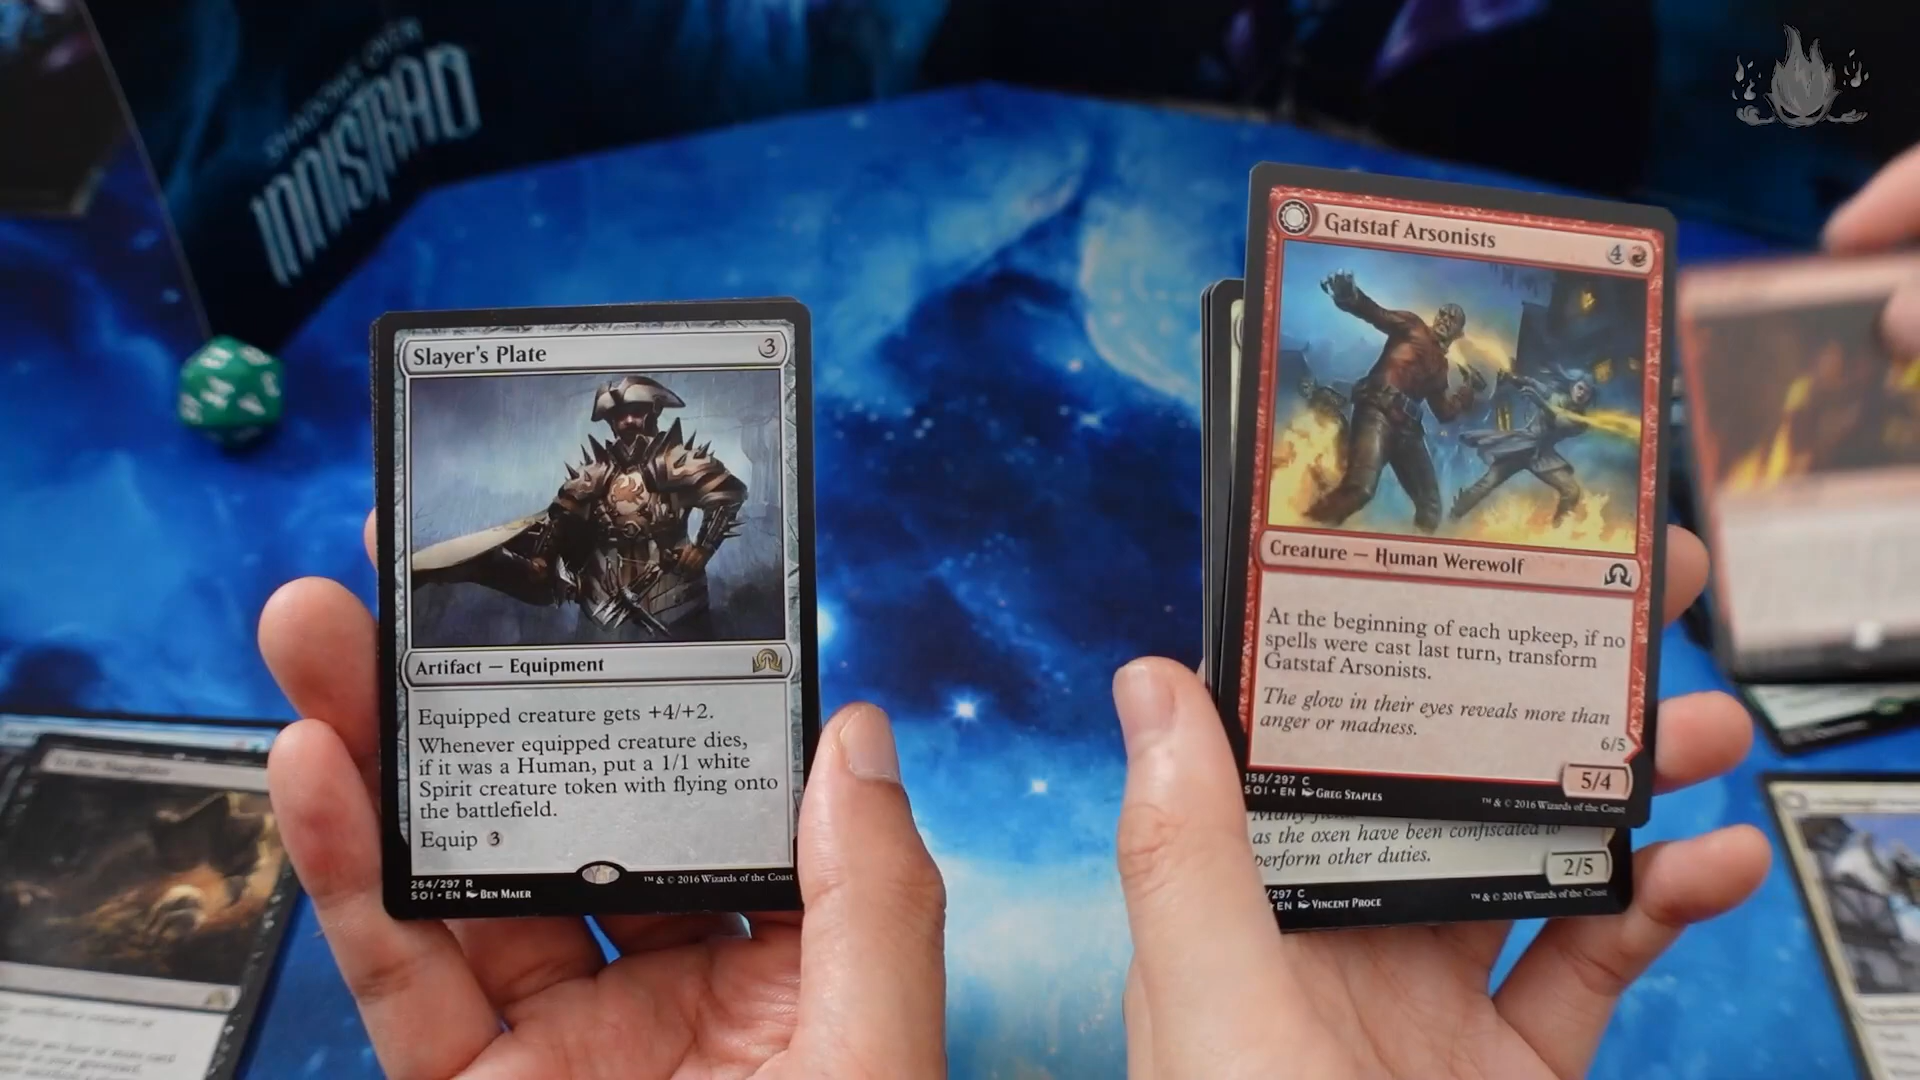 SHADOWS OVER
INNISTRAD
Slayer's Plate
3
Artifact — Equipment
Equipped creature gets +4/+2.
Whenever equipped creature dies,
if it was a Human, put a 1/1 white
Spirit creature token with flying onto
the battlefield.
Equip 3
264/297 R
SOI • EN BEN MAIER
™ & © 2016 Wizards of the Coast
Gatstaf Arsonists
4
Creature — Human Werewolf
At the beginning of each upkeep, if no
spells were cast last turn, transform
Gatstaf Arsonists.
The glow in their eyes reveals more than
anger or madness.
6/5
5/4
158/297 C
SOI • EN GREG STAPLES
™ & © 2016 Wizards of the Coast
as the oxen have been confiscated to
perform other duties.
2/5
/297 C
EN VINCENT PROCE
™ & © 2016 Wizards of the Coast